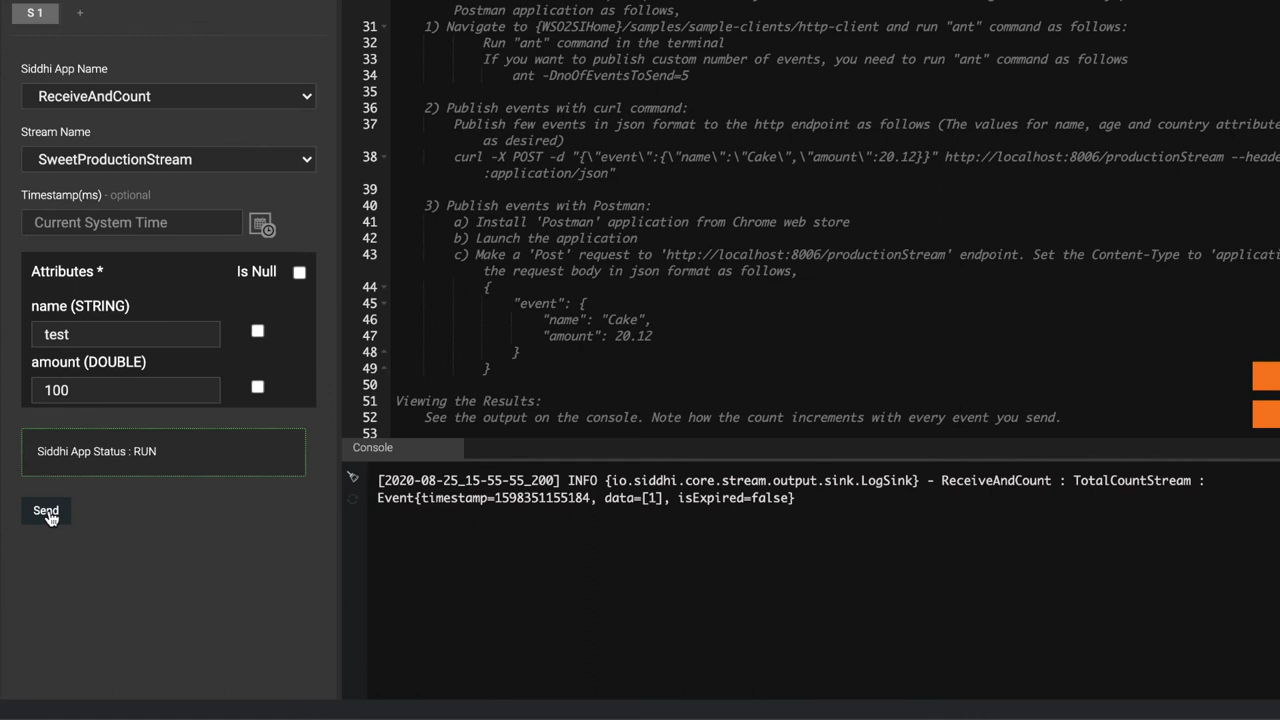 S 1
+
Siddhi App Name
ReceiveAndCount
Stream Name
SweetProductionStream
Timestamp(ms) - optional
Current System Time
Attributes *
Is Null
name (STRING)
test
amount (DOUBLE)
100
Siddhi App Status : RUN
Send
Postman application as follows,
31 1) Navigate to {WSO2SIHome}/samples/sample-clients/http-client and run "ant" command as follows:
32 Run "ant" command in the terminal
33 If you want to publish custom number of events, you need to run "ant" command as follows
34 ant -DnoOfEventsToSend=5
35
36 2) Publish events with curl command:
37 Publish few events in json format to the http endpoint as follows (The values for name, age and country attribute
as desired)
38 curl -X POST -d "{\"event\":{\"name\":\"Cake\",\"amount\":20.12}}" http://localhost:8006/productionStream --heade
:application/json"
39
40 3) Publish events with Postman:
41 a) Install 'Postman' application from Chrome web store
42 b) Launch the application
43 c) Make a 'Post' request to 'http://localhost:8006/productionStream' endpoint. Set the Content-Type to 'applicati
the request body in json format as follows,
44 {
45 "event": {
46 "name": "Cake",
47 "amount": 20.12
48 }
49 }
50
51 Viewing the Results:
52 See the output on the console. Note how the count increments with every event you send.
53
Console
[2020-08-25_15-55-55_200] INFO {io.siddhi.core.stream.output.sink.LogSink} - ReceiveAndCount : TotalCountStream :
Event{timestamp=1598351155184, data=[1], isExpired=false}